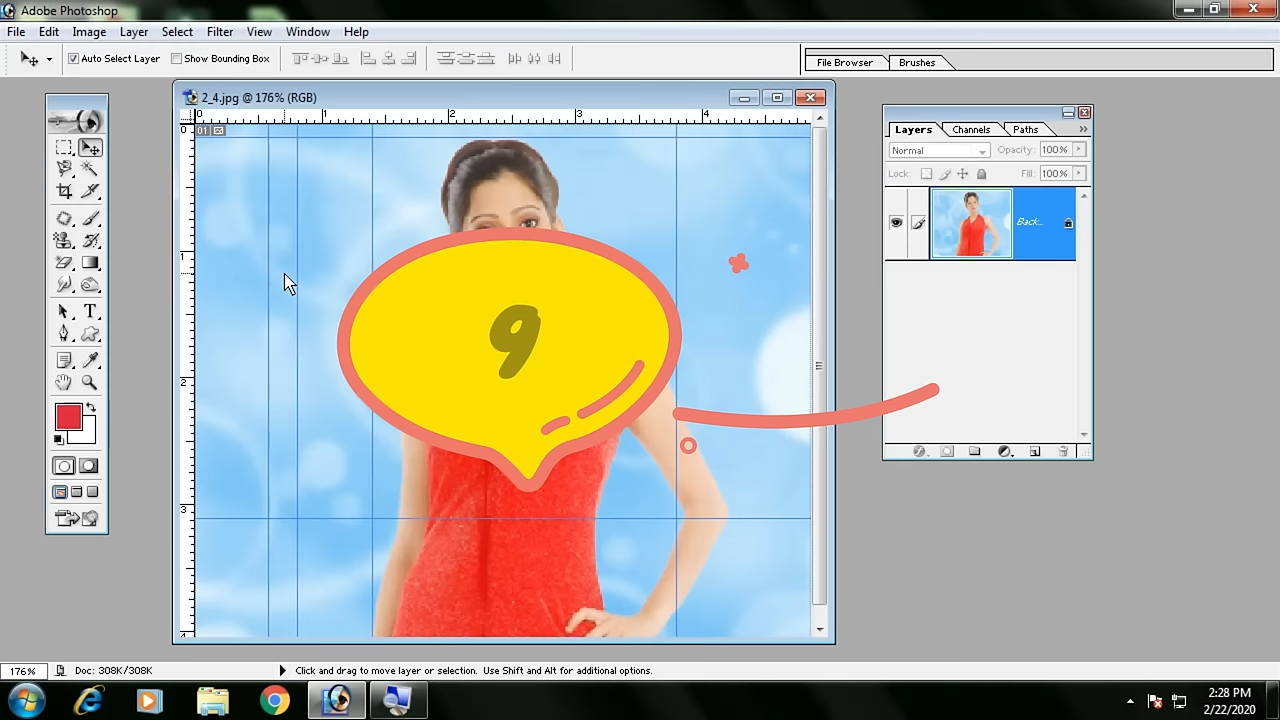 Adobe Photoshop
File Edit Image Layer Select Filter View Window Help
Auto Select Layer Show Bounding Box
File Browser Brushes
2_4.jpg @ 176% (RGB)
0 1 2 3 4
0
01
1
2
3
4
9
Layers Channels Paths
Normal Opacity: 100%
Lock: Fill: 100%
Back...
176% Doc: 308K/308K Click and drag to move layer or selection. Use Shift and Alt for additional options.
2:28 PM
2/22/2020